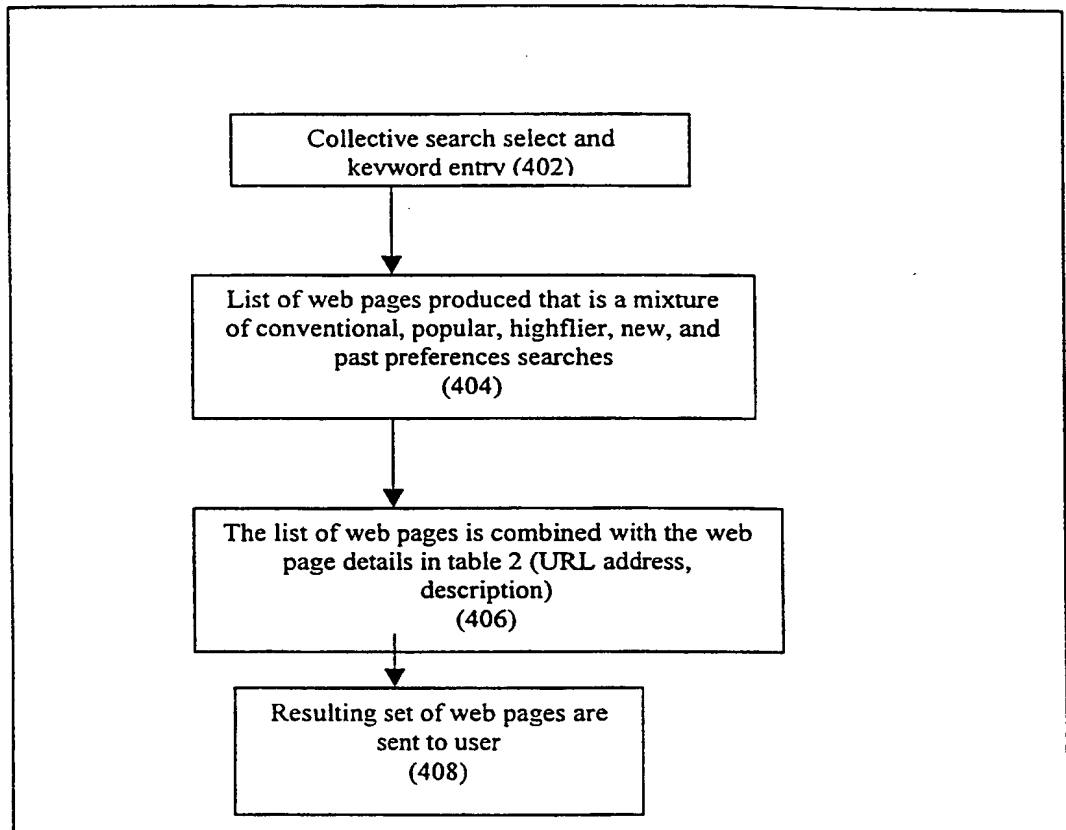 Collective search select and
keyword entry (402)
List of web pages produced that is a mixture
of conventional, popular, highflier, new, and
past preferences searches
(404)
The list of web pages is combined with the web
page details in table 2 (URL address,
description)
(406)
Resulting set of web pages are
sent to user
(408)